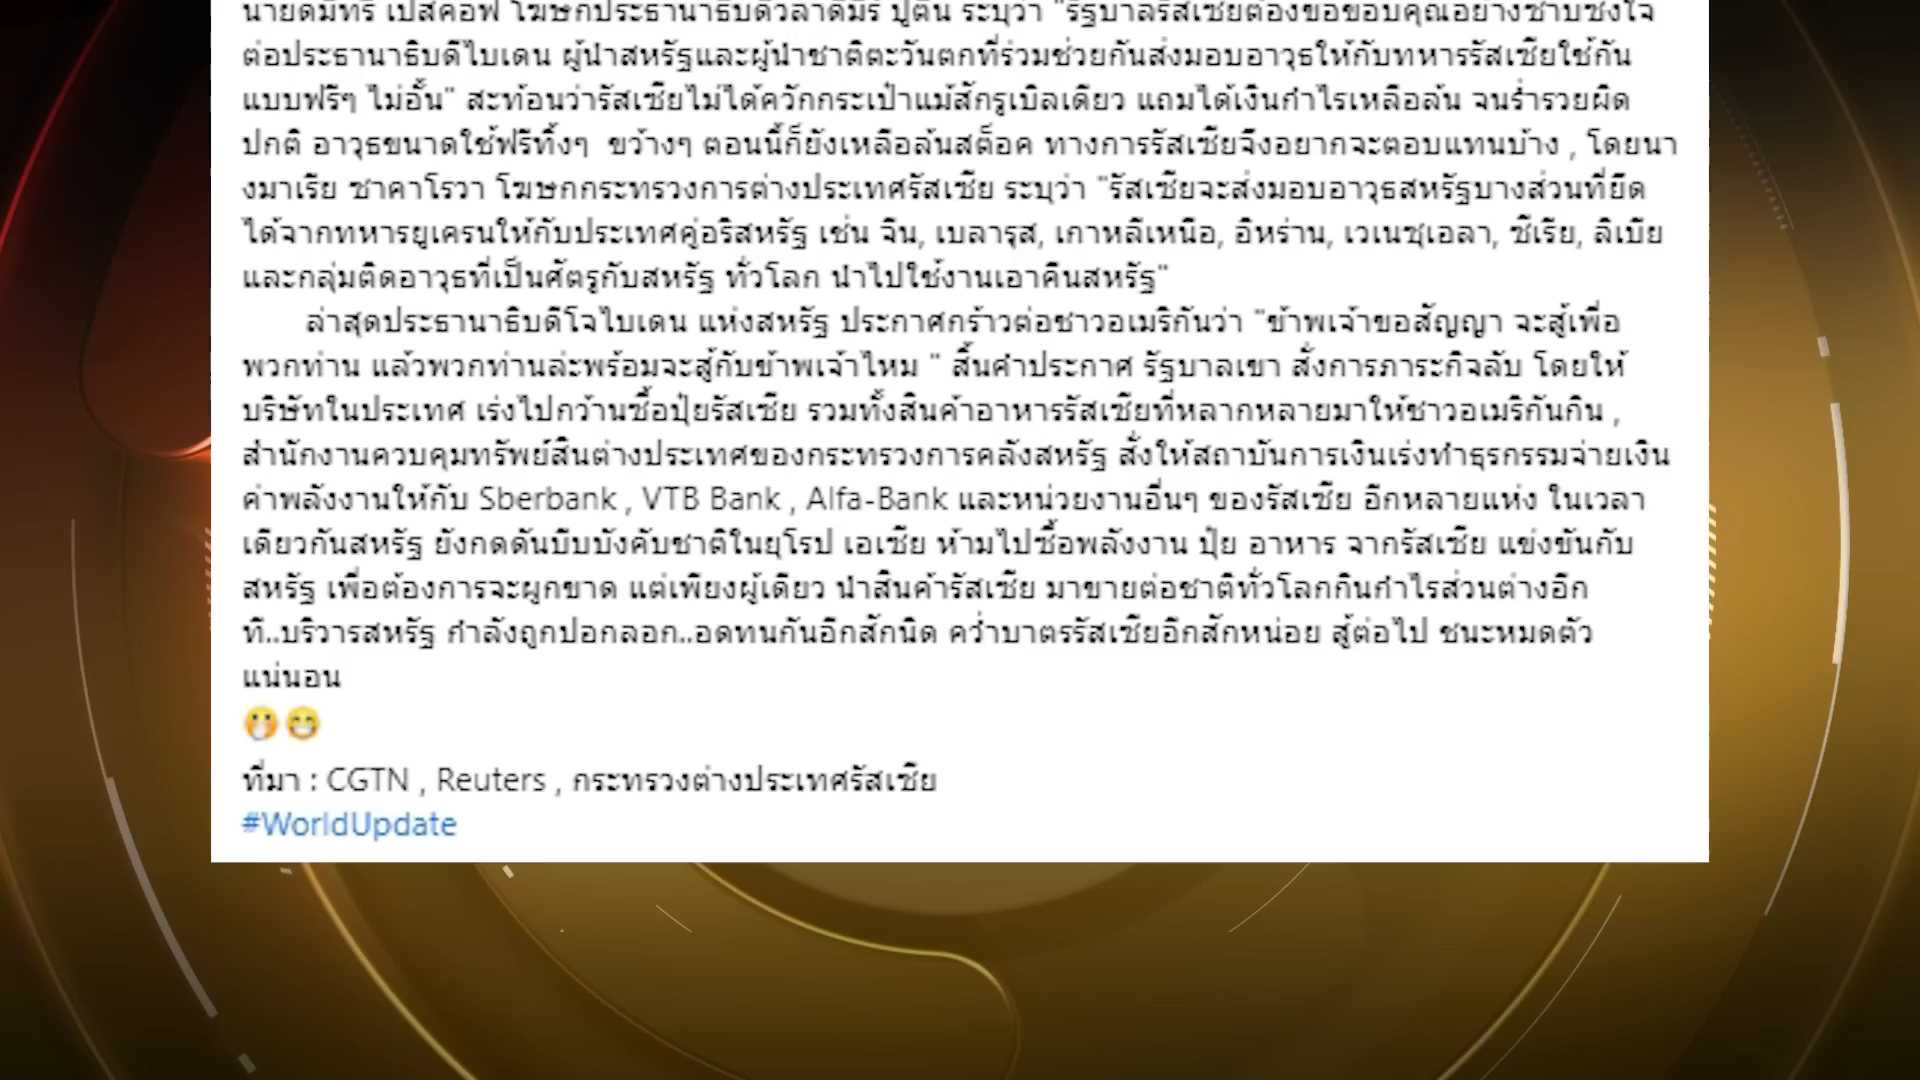 นายดมิทรี เปสคอฟ โฆษกประธานาธิบดีวลาดิมีร์ ปูติน ระบุว่า "รัฐบาลรัสเซียต้องขอขอบคุณอย่างซาบซึ้งใจ
ต่อประธานาธิบดีไบเดน ผู้นำสหรัฐและผู้นำชาติตะวันตกที่ร่วมช่วยกันส่งมอบอาวุธให้กับทหารรัสเซียใช้กัน
แบบฟรีๆ ไม่อั้น" สะท้อนว่ารัสเซียไม่ได้ควักกระเป๋าแม้สักรูเบิลเดียว แถมได้เงินกำไรเหลือล้น จนร่ำรวยผิด
ปกติ อาวุธขนาดใช้ฟรีทิ้งๆ ขว้างๆ ตอนนี้ก็ยังเหลือล้นสต็อค ทางการรัสเซียจึงอยากจะตอบแทนบ้าง , โดยนา
งมาเรีย ซาคาโรวา โฆษกกระทรวงการต่างประเทศรัสเซีย ระบุว่า "รัสเซียจะส่งมอบอาวุธสหรัฐบางส่วนที่ยึด
ได้จากทหารยูเครนให้กับประเทศคู่อริสหรัฐ เช่น จีน, เบลารุส, เกาหลีเหนือ, อิหร่าน, เวเนซุเอลา, ซีเรีย, ลิเบีย
และกลุ่มติดอาวุธที่เป็นศัตรูกับสหรัฐ ทั่วโลก นำไปใช้งานเอาคืนสหรัฐ"
ล่าสุดประธานาธิบดีโจไบเดน แห่งสหรัฐ ประกาศกร้าวต่อชาวอเมริกันว่า "ข้าพเจ้าขอสัญญา จะสู้เพื่อ
พวกท่าน แล้วพวกท่านล่ะพร้อมจะสู้กับข้าพเจ้าไหม " สิ้นคำประกาศ รัฐบาลเขา สั่งการภาระกิจลับ โดยให้
บริษัทในประเทศ เร่งไปกว้านซื้อปุ๋ยรัสเซีย รวมทั้งสินค้าอาหารรัสเซียที่หลากหลายมาให้ชาวอเมริกันกิน ,
สำนักงานควบคุมทรัพย์สินต่างประเทศของกระทรวงการคลังสหรัฐ สั่งให้สถาบันการเงินเร่งทำธุรกรรมจ่ายเงิน
ค่าพลังงานให้กับ Sberbank , VTB Bank , Alfa-Bank และหน่วยงานอื่นๆ ของรัสเซีย อีกหลายแห่ง ในเวลา
เดียวกันสหรัฐ ยังกดดันบีบบังคับชาติในยุโรป เอเชีย ห้ามไปซื้อพลังงาน ปุ๋ย อาหาร จากรัสเซีย แข่งขันกับ
สหรัฐ เพื่อต้องการจะผูกขาด แต่เพียงผู้เดียว นำสินค้ารัสเซีย มาขายต่อชาติทั่วโลกกินกำไรส่วนต่างอีก
ที..บริวารสหรัฐ กำลังถูกปอกลอก..อดทนกันอีกสักนิด คว่ำบาตรรัสเซียอีกสักหน่อย สู้ต่อไป ชนะหมดตัว
แน่นอน
ที่มา : CGTN , Reuters , กระทรวงต่างประเทศรัสเซีย
#WorldUpdate